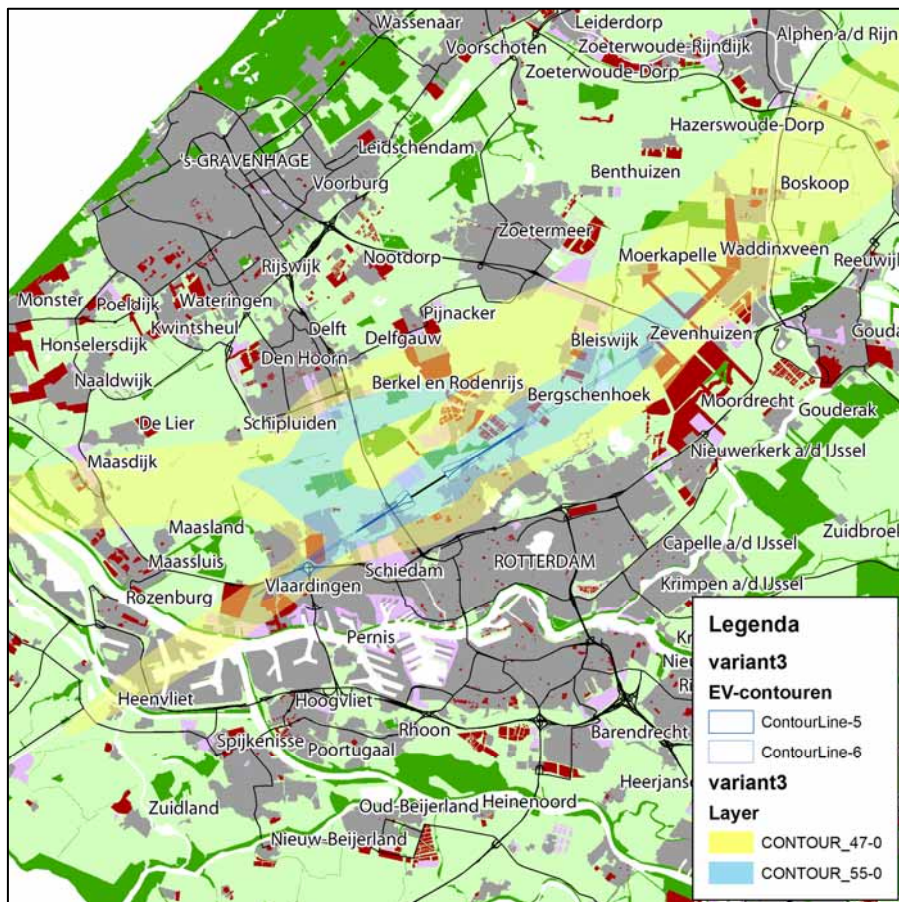 Wassenaar
Leiderdorp
Alphen a/d Rijn
Voorschoten
Zoeterwoude-Rijndijk
Zoeterwoude-Dorp
Hazerswoude-Dorp
Leidschendam
's-GRAVENHAGE
Benthuizen
Voorburg
Boskoop
Zoetermeer
Moerkapelle
Waddinxveen
Nootdorp
Reeuwijk
Rijswijk
Monster
Poeldijk
Wateringen
Pijnacker
Kwintsheul
Delft
Zevenhuizen
Gouda
Honselersdijk
Delfgauw
Bleiswijk
Den Hoorn
Naaldwijk
Berkel en Rodenrijs
Bergschenhoek
Moordrecht
Gouderak
De Lier
Schipluiden
Nieuwerkerk a/d IJssel
Maasdijk
Maasland
Zuidbroek
Capelle a/d IJssel
Maassluis
Schiedam
ROTTERDAM
Vlaardingen
Krimpen a/d IJssel
Rozenburg
Pernis
Kr
Nieu
Ri
Heenvliet
Hoogvliet
Rhoon
Barendrecht
Spijkenisse
Poortugaal
Heerjans
Zuidland
Oud-Beijerland
Heinenoord
Nieuw-Beijerland
Legenda
variant3
EV-contouren
ContourLine-5
ContourLine-6
variant3
Layer
CONTOUR_47-0
CONTOUR_55-0